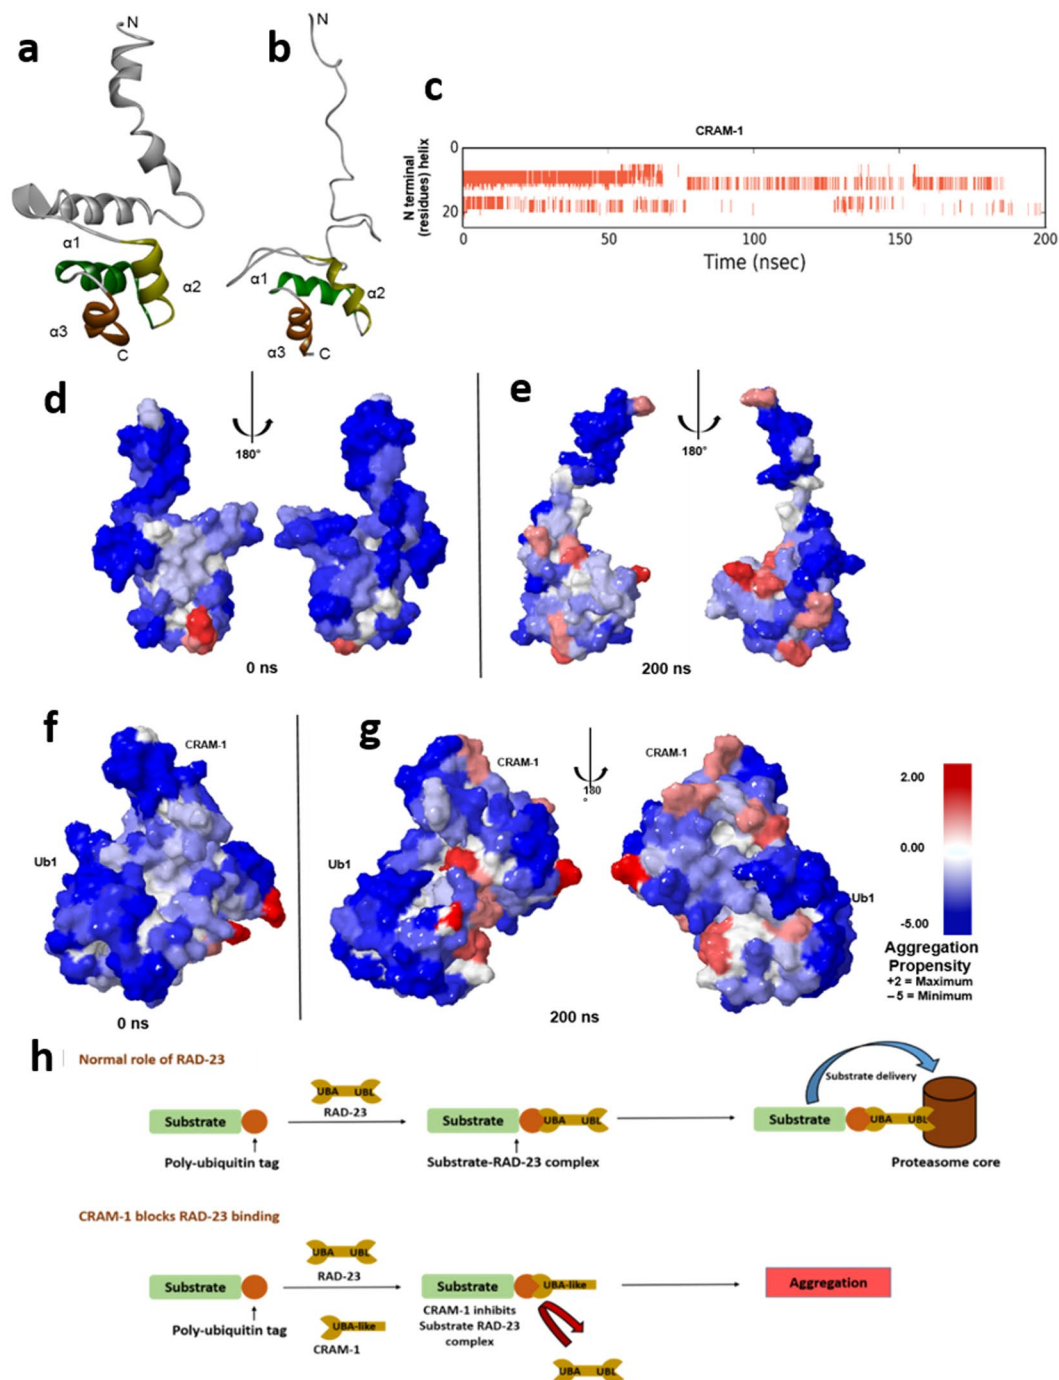 a
N
α1
α2
α3
C
b
N
α1
α2
α3
C
c
CRAM-1
N terminal
(residues) helix
0
20
0
50
100
150
200
Time (nsec)
d
180°
0 ns
e
180°
200 ns
f
CRAM-1
Ub1
0 ns
g
CRAM-1
180
°
CRAM-1
Ub1
Ub1
200 ns
2.00
0.00
-5.00
Aggregation
Propensity
+2 = Maximum
–5 = Minimum
h
Normal role of RAD-23
Substrate
Poly-ubiquitin tag
UBA UBL
RAD-23
Substrate
UBA UBL
Substrate-RAD-23 complex
Substrate delivery
Substrate
UBA UBL
Proteasome core
CRAM-1 blocks RAD-23 binding
Substrate
Poly-ubiquitin tag
UBA UBL
RAD-23
UBA-like
CRAM-1
Substrate
UBA-like
CRAM-1 inhibits
Substrate RAD-23
complex
UBA UBL
Aggregation